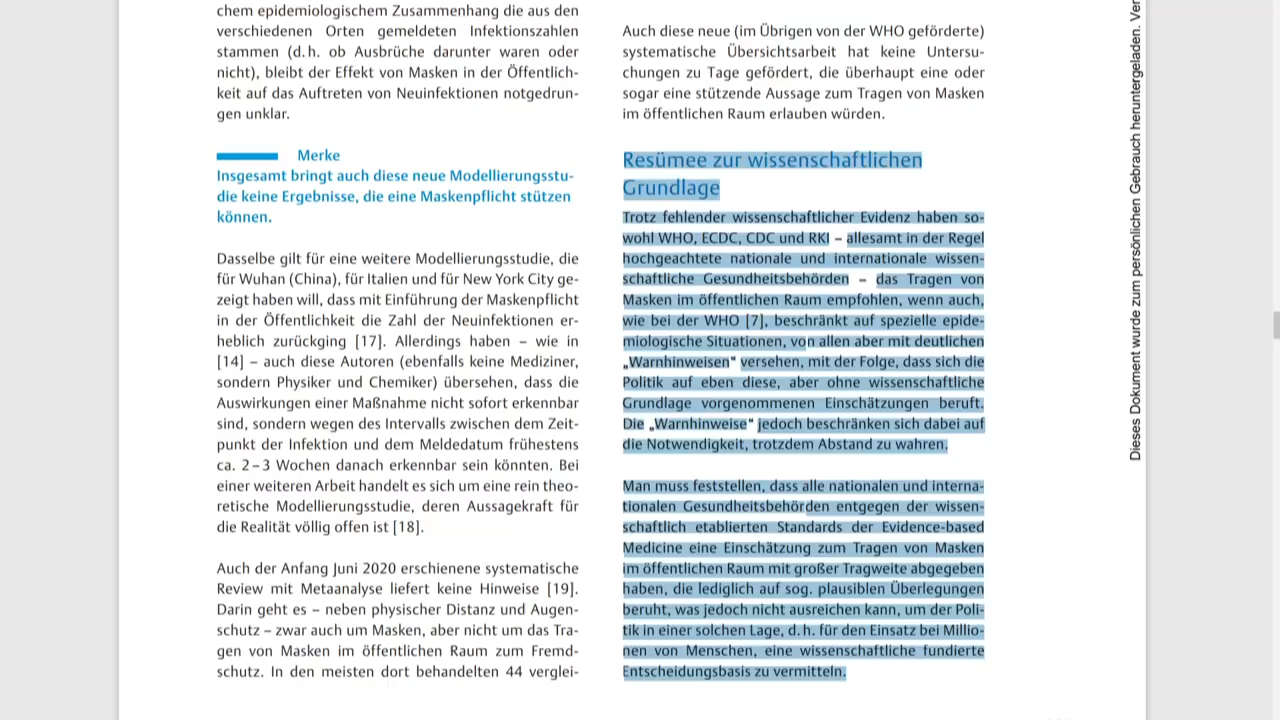 chem epidemiologischem Zusammenhang die aus den
verschiedenen Orten gemeldeten Infektionszahlen
stammen (d. h. ob Ausbrüche darunter waren oder
nicht), bleibt der Effekt von Masken in der Öffentlich-
keit auf das Auftreten von Neuinfektionen notgedrun-
gen unklar.
Merke
Insgesamt bringt auch diese neue Modellierungsstu-
die keine Ergebnisse, die eine Maskenpflicht stützen
können.
Dasselbe gilt für eine weitere Modellierungsstudie, die
für Wuhan (China), für Italien und für New York City ge-
zeigt haben will, dass mit Einführung der Maskenpflicht
in der Öffentlichkeit die Zahl der Neuinfektionen er-
heblich zurückging [17]. Allerdings haben – wie in
[14] – auch diese Autoren (ebenfalls keine Mediziner,
sondern Physiker und Chemiker) übersehen, dass die
Auswirkungen einer Maßnahme nicht sofort erkennbar
sind, sondern wegen des Intervalls zwischen dem Zeit-
punkt der Infektion und dem Meldedatum frühestens
ca. 2 – 3 Wochen danach erkennbar sein könnten. Bei
einer weiteren Arbeit handelt es sich um eine rein theo-
retische Modellierungsstudie, deren Aussagekraft für
die Realität völlig offen ist [18].
Auch der Anfang Juni 2020 erschienene systematische
Review mit Metaanalyse liefert keine Hinweise [19].
Darin geht es – neben physischer Distanz und Augen-
schutz – zwar auch um Masken, aber nicht um das Tra-
gen von Masken im öffentlichen Raum zum Fremd-
schutz. In den meisten dort behandelten 44 verglei-
Auch diese neue (im Übrigen von der WHO geförderte)
systematische Übersichtsarbeit hat keine Untersu-
chungen zu Tage gefördert, die überhaupt eine oder
sogar eine stützende Aussage zum Tragen von Masken
im öffentlichen Raum erlauben würden.
Resümee zur wissenschaftlichen
Grundlage
Trotz fehlender wissenschaftlicher Evidenz haben so-
wohl WHO, ECDC, CDC und RKI – allesamt in der Regel
hochgeachtete nationale und internationale wissen-
schaftliche Gesundheitsbehörden – das Tragen von
Masken im öffentlichen Raum empfohlen, wenn auch,
wie bei der WHO [7], beschränkt auf spezielle epide-
miologische Situationen, von allen aber mit deutlichen
„Warnhinweisen“ versehen, mit der Folge, dass sich die
Politik auf eben diese, aber ohne wissenschaftliche
Grundlage vorgenommenen Einschätzungen beruft.
Die „Warnhinweise“ jedoch beschränken sich dabei auf
die Notwendigkeit, trotzdem Abstand zu wahren.
Man muss feststellen, dass alle nationalen und interna-
tionalen Gesundheitsbehörden entgegen der wissen-
schaftlich etablierten Standards der Evidence-based
Medicine eine Einschätzung zum Tragen von Masken
im öffentlichen Raum mit großer Tragweite abgegeben
haben, die lediglich auf sog. plausiblen Überlegungen
beruht, was jedoch nicht ausreichen kann, um der Poli-
tik in einer solchen Lage, d. h. für den Einsatz bei Millio-
nen von Menschen, eine wissenschaftliche fundierte
Entscheidungsbasis zu vermitteln.
Dieses Dokument wurde zum persönlichen Gebrauch heruntergeladen. Ver